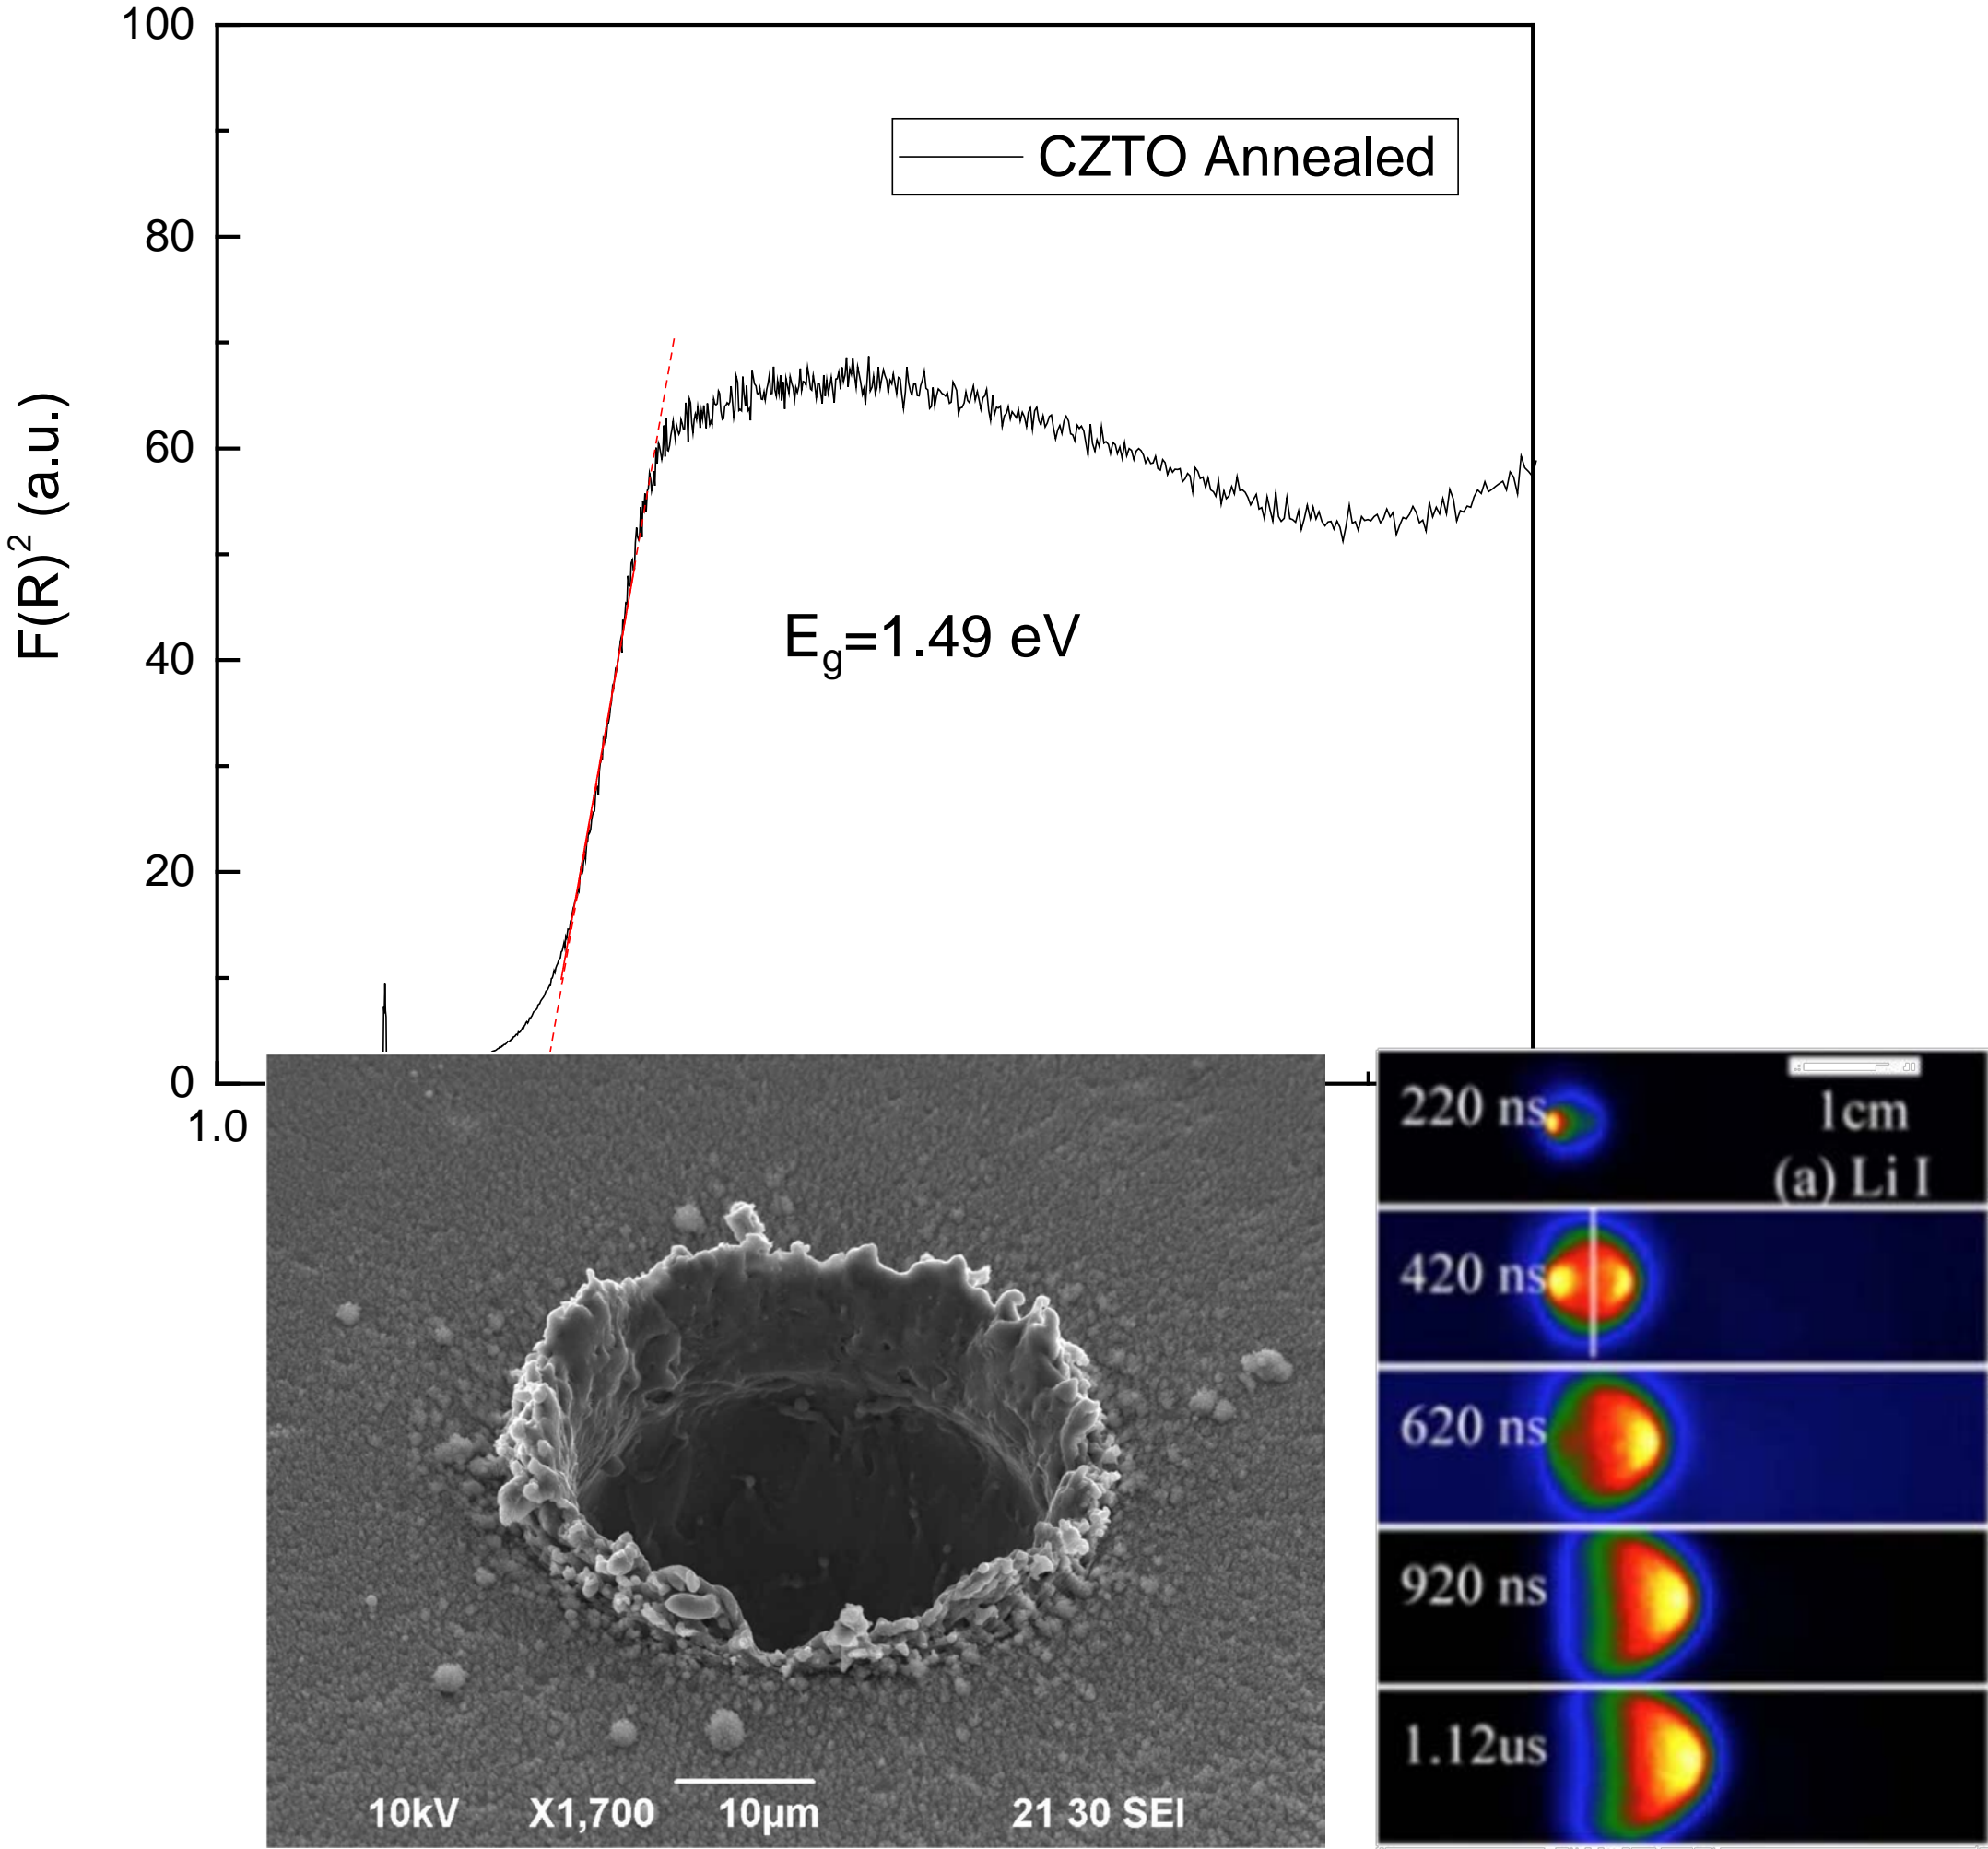 100
80
60
40
20
0
1.0
F(R)² (a.u.)
CZTO Annealed
E_g=1.49 eV
10kV X1,700 10µm 21 30 SEI
220 ns
1cm
(a) Li I
420 ns
620 ns
920 ns
1.12us